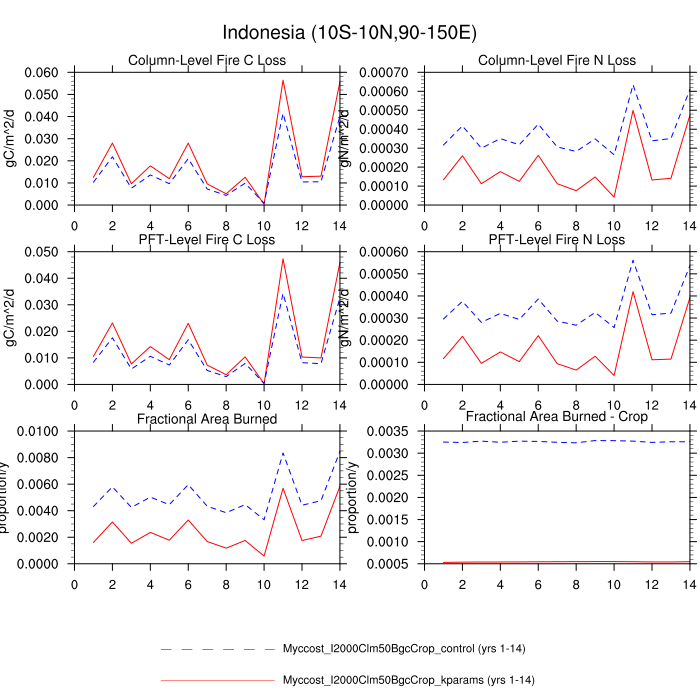 Indonesia (10S-10N,90-150E)
Column-Level Fire C Loss
Column-Level Fire N Loss
gC/m^2/d
0.060
0.050
0.040
0.030
0.020
0.010
0.000
0 2 4 6 8 10 12 14
gN/m^2/d
0.00070
0.00060
0.00050
0.00040
0.00030
0.00020
0.00010
0.00000
0 2 4 6 8 10 12 14
PFT-Level Fire C Loss
PFT-Level Fire N Loss
gC/m^2/d
0.050
0.040
0.030
0.020
0.010
0.000
0 2 4 6 8 10 12 14
gN/m^2/d
0.00060
0.00050
0.00040
0.00030
0.00020
0.00010
0.00000
0 2 4 6 8 10 12 14
Fractional Area Burned
Fractional Area Burned - Crop
proportion/y
0.0100
0.0080
0.0060
0.0040
0.0020
0.0000
0 2 4 6 8 10 12 14
proportion/y
0.0035
0.0030
0.0025
0.0020
0.0015
0.0010
0.0005
0 2 4 6 8 10 12 14
Myccost_I2000Clm50BgcCrop_control (yrs 1-14)
Myccost_I2000Clm50BgcCrop_kparams (yrs 1-14)